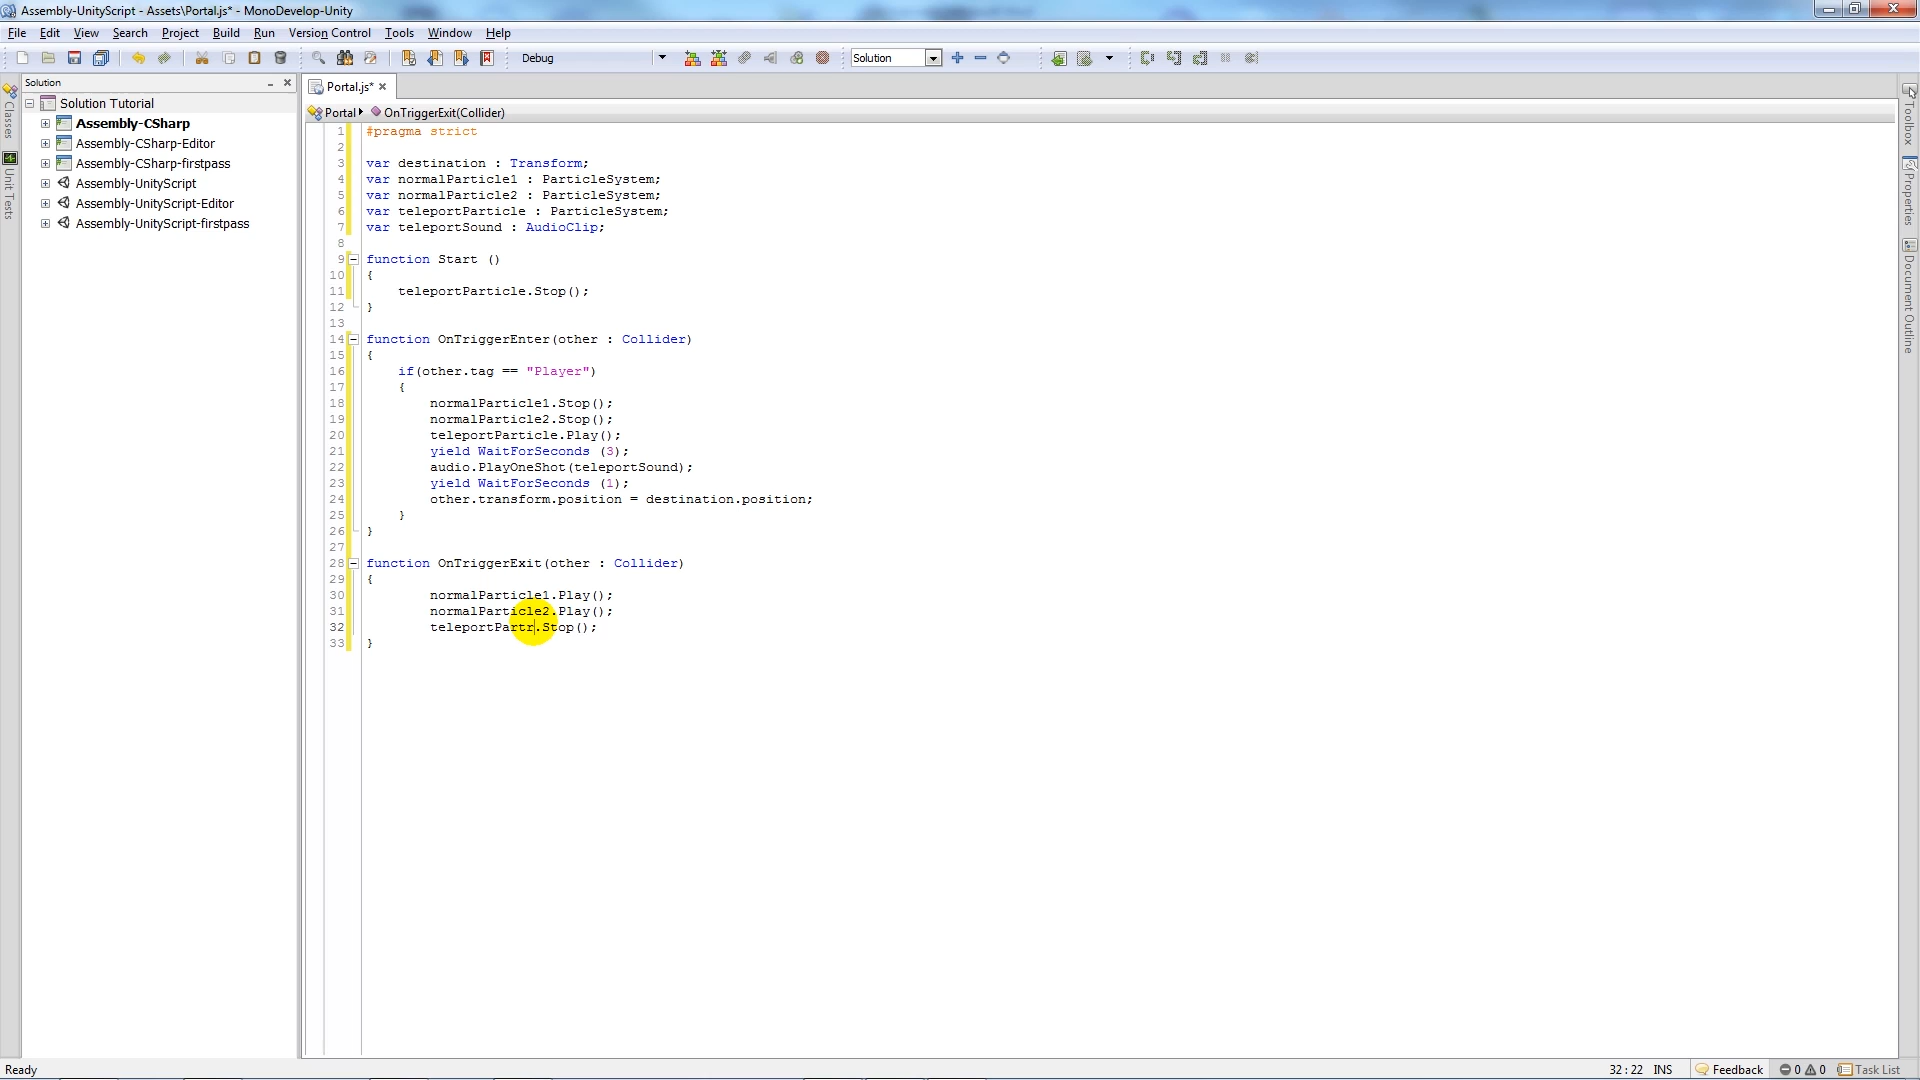 Assembly-UnityScript - Assets\Portal.js* - MonoDevelop-Unity
File Edit View Search Project Build Run Version Control Tools Window Help
Debug Solution
Solution
Portal.js*
Classes
Unit Tests
Solution Tutorial
Assembly-CSharp
Assembly-CSharp-Editor
Assembly-CSharp-firstpass
Assembly-UnityScript
Assembly-UnityScript-Editor
Assembly-UnityScript-firstpass
Portal OnTriggerExit(Collider)
1 #pragma strict
2
3 var destination : Transform;
4 var normalParticle1 : ParticleSystem;
5 var normalParticle2 : ParticleSystem;
6 var teleportParticle : ParticleSystem;
7 var teleportSound : AudioClip;
8
9 function Start ()
10 {
11 teleportParticle.Stop();
12 }
13
14 function OnTriggerEnter(other : Collider)
15 {
16 if(other.tag == "Player")
17 {
18 normalParticle1.Stop();
19 normalParticle2.Stop();
20 teleportParticle.Play();
21 yield WaitForSeconds (3);
22 audio.PlayOneShot(teleportSound);
23 yield WaitForSeconds (1);
24 other.transform.position = destination.position;
25 }
26 }
27
28 function OnTriggerExit(other : Collider)
29 {
30 normalParticle1.Play();
31 normalParticle2.Play();
32 teleportPartr.Stop();
33 }
Toolbox
Properties
Document Outline
Ready 32 : 22 INS Feedback 0 0 Task List